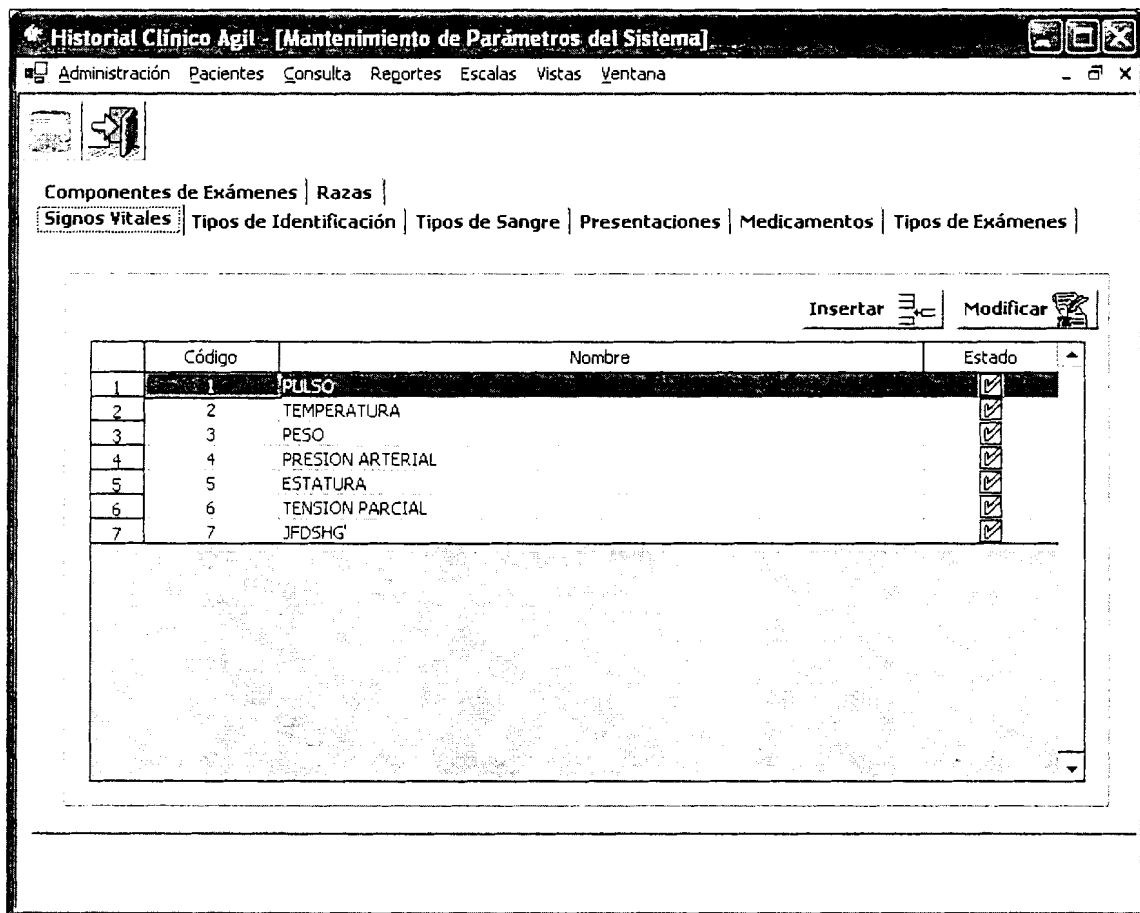 Historial Clínico Agil - [Mantenimiento de Parámetros del Sistema]
Administración Pacientes Consulta Reportes Escalas Vistas Ventana
Componentes de Exámenes Razas
Signos Vitales Tipos de Identificación Tipos de Sangre Presentaciones Medicamentos Tipos de Exámenes
Insertar Modificar
Código Nombre Estado
1 1 PULSO
2 2 TEMPERATURA
3 3 PESO
4 4 PRESION ARTERIAL
5 5 ESTATURA
6 6 TENSION PARCIAL
7 7 JFDSHG'